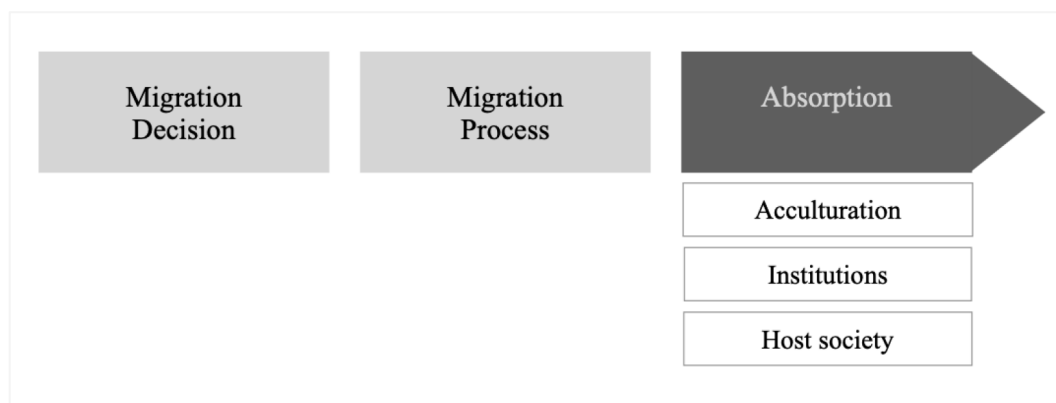 Migration
Decision
Migration
Process
Absorption
Acculturation
Institutions
Host society